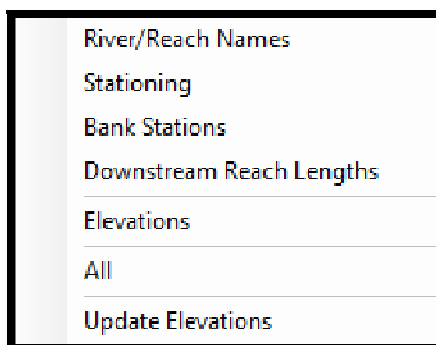 River/Reach Names
Stationing
Bank Stations
Downstream Reach Lengths
Elevations
All
Update Elevations